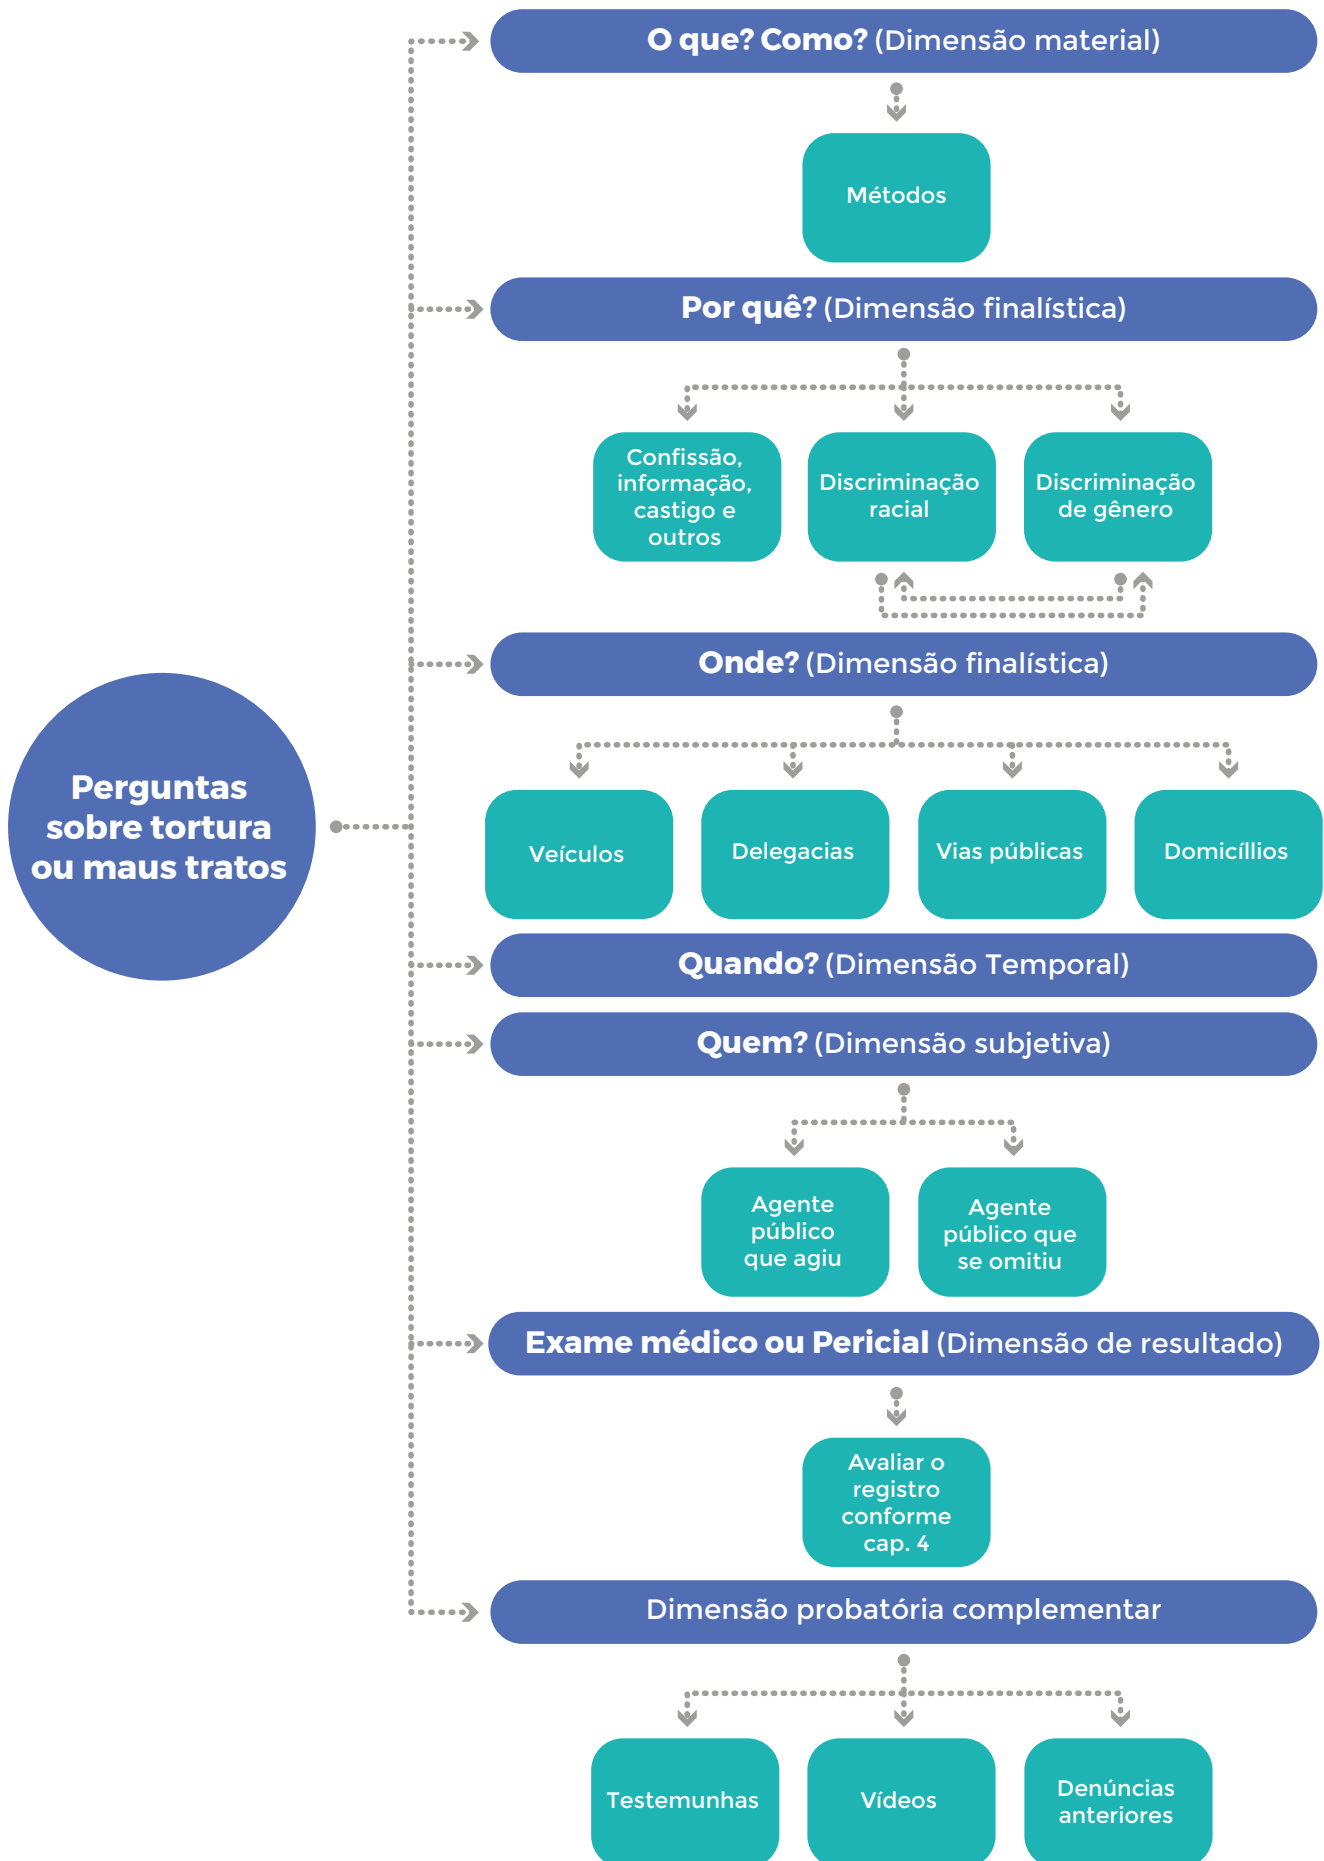 O que? Como? (Dimensão material)
Métodos
Por quê? (Dimensão finalística)
Confissão,
informação,
castigo e
outros
Discriminação
racial
Discriminação
de gênero
Onde? (Dimensão finalística)
Perguntas
sobre tortura
ou maus tratos
Veículos
Delegacias
Vias públicas
Domicíllios
Quando? (Dimensão Temporal)
Quem? (Dimensão subjetiva)
Agente
público
que agiu
Agente
público que
se omitiu
Exame médico ou Pericial (Dimensão de resultado)
Avaliar o
registro
conforme
cap. 4
Dimensão probatória complementar
Testemunhas
Vídeos
Denúncias
anteriores